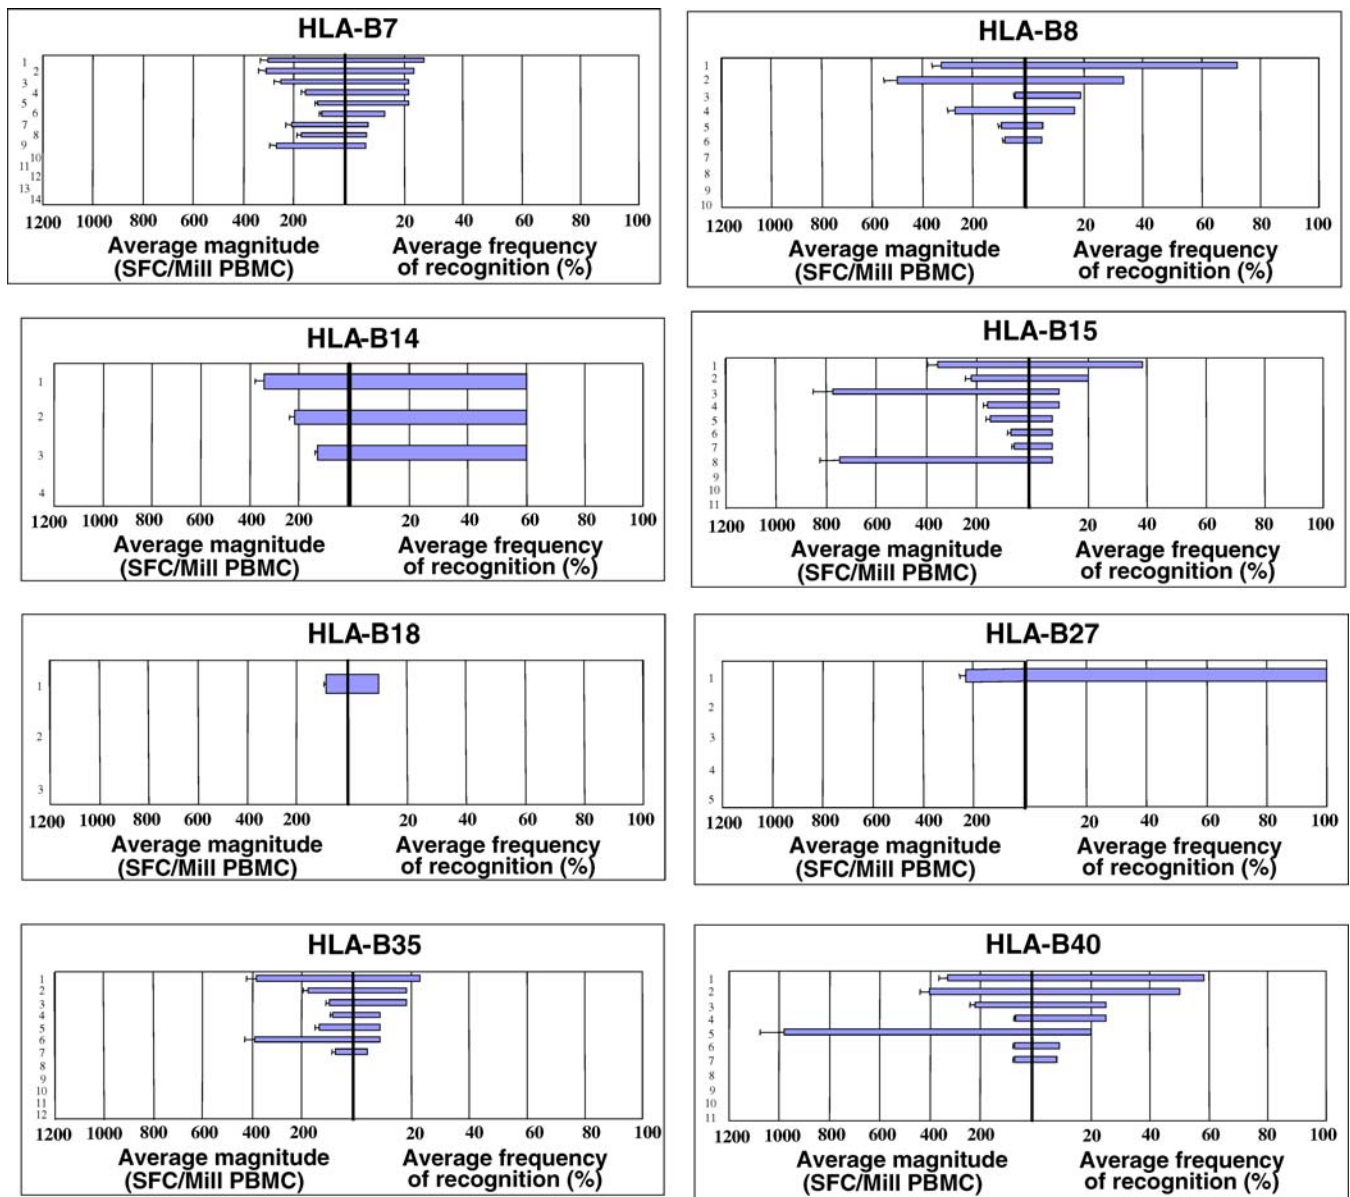 HLA-B7
1
2
3
4
5
6
7
8
9
10
11
12
13
14
1200 1000 800 600 400 200 20 40 60 80 100
Average magnitude Average frequency
(SFC/Mill PBMC) of recognition (%)
HLA-B8
1
2
3
4
5
6
7
8
9
10
1200 1000 800 600 400 200 20 40 60 80 100
Average magnitude Average frequency
(SFC/Mill PBMC) of recognition (%)
HLA-B14
1
2
3
4
1200 1000 800 600 400 200 20 40 60 80 100
Average magnitude Average frequency
(SFC/Mill PBMC) of recognition (%)
HLA-B15
1
2
3
4
5
6
7
8
9
10
11
1200 1000 800 600 400 200 20 40 60 80 100
Average magnitude Average frequency
(SFC/Mill PBMC) of recognition (%)
HLA-B18
1
2
3
1200 1000 800 600 400 200 20 40 60 80 100
Average magnitude Average frequency
(SFC/Mill PBMC) of recognition (%)
HLA-B27
1
2
3
4
5
1200 1000 800 600 400 200 20 40 60 80 100
Average magnitude Average frequency
(SFC/Mill PBMC) of recognition (%)
HLA-B35
1
2
3
4
5
6
7
8
9
10
11
12
1200 1000 800 600 400 200 20 40 60 80 100
Average magnitude Average frequency
(SFC/Mill PBMC) of recognition (%)
HLA-B40
1
2
3
4
5
6
7
8
9
10
11
1200 1000 800 600 400 200 20 40 60 80 100
Average magnitude Average frequency
(SFC/Mill PBMC) of recognition (%)